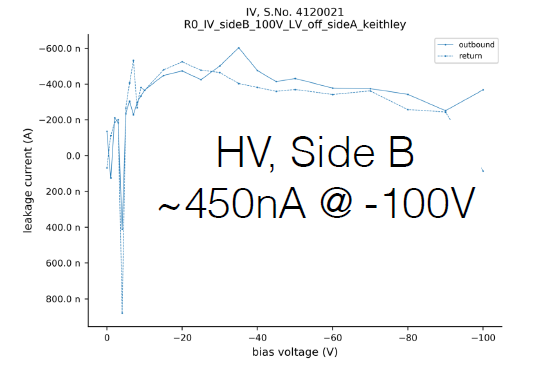 IV, S.No. 4120021
R0_IV_sideB_100V_LV_off_sideA_keithley
outbound
return
−600.0 n
−400.0 n
−200.0 n
0.0
200.0 n
400.0 n
600.0 n
800.0 n
leakage current (A)
HV, Side B
~450nA @ -100V
0 −20 −40 −60 −80 −100
bias voltage (V)